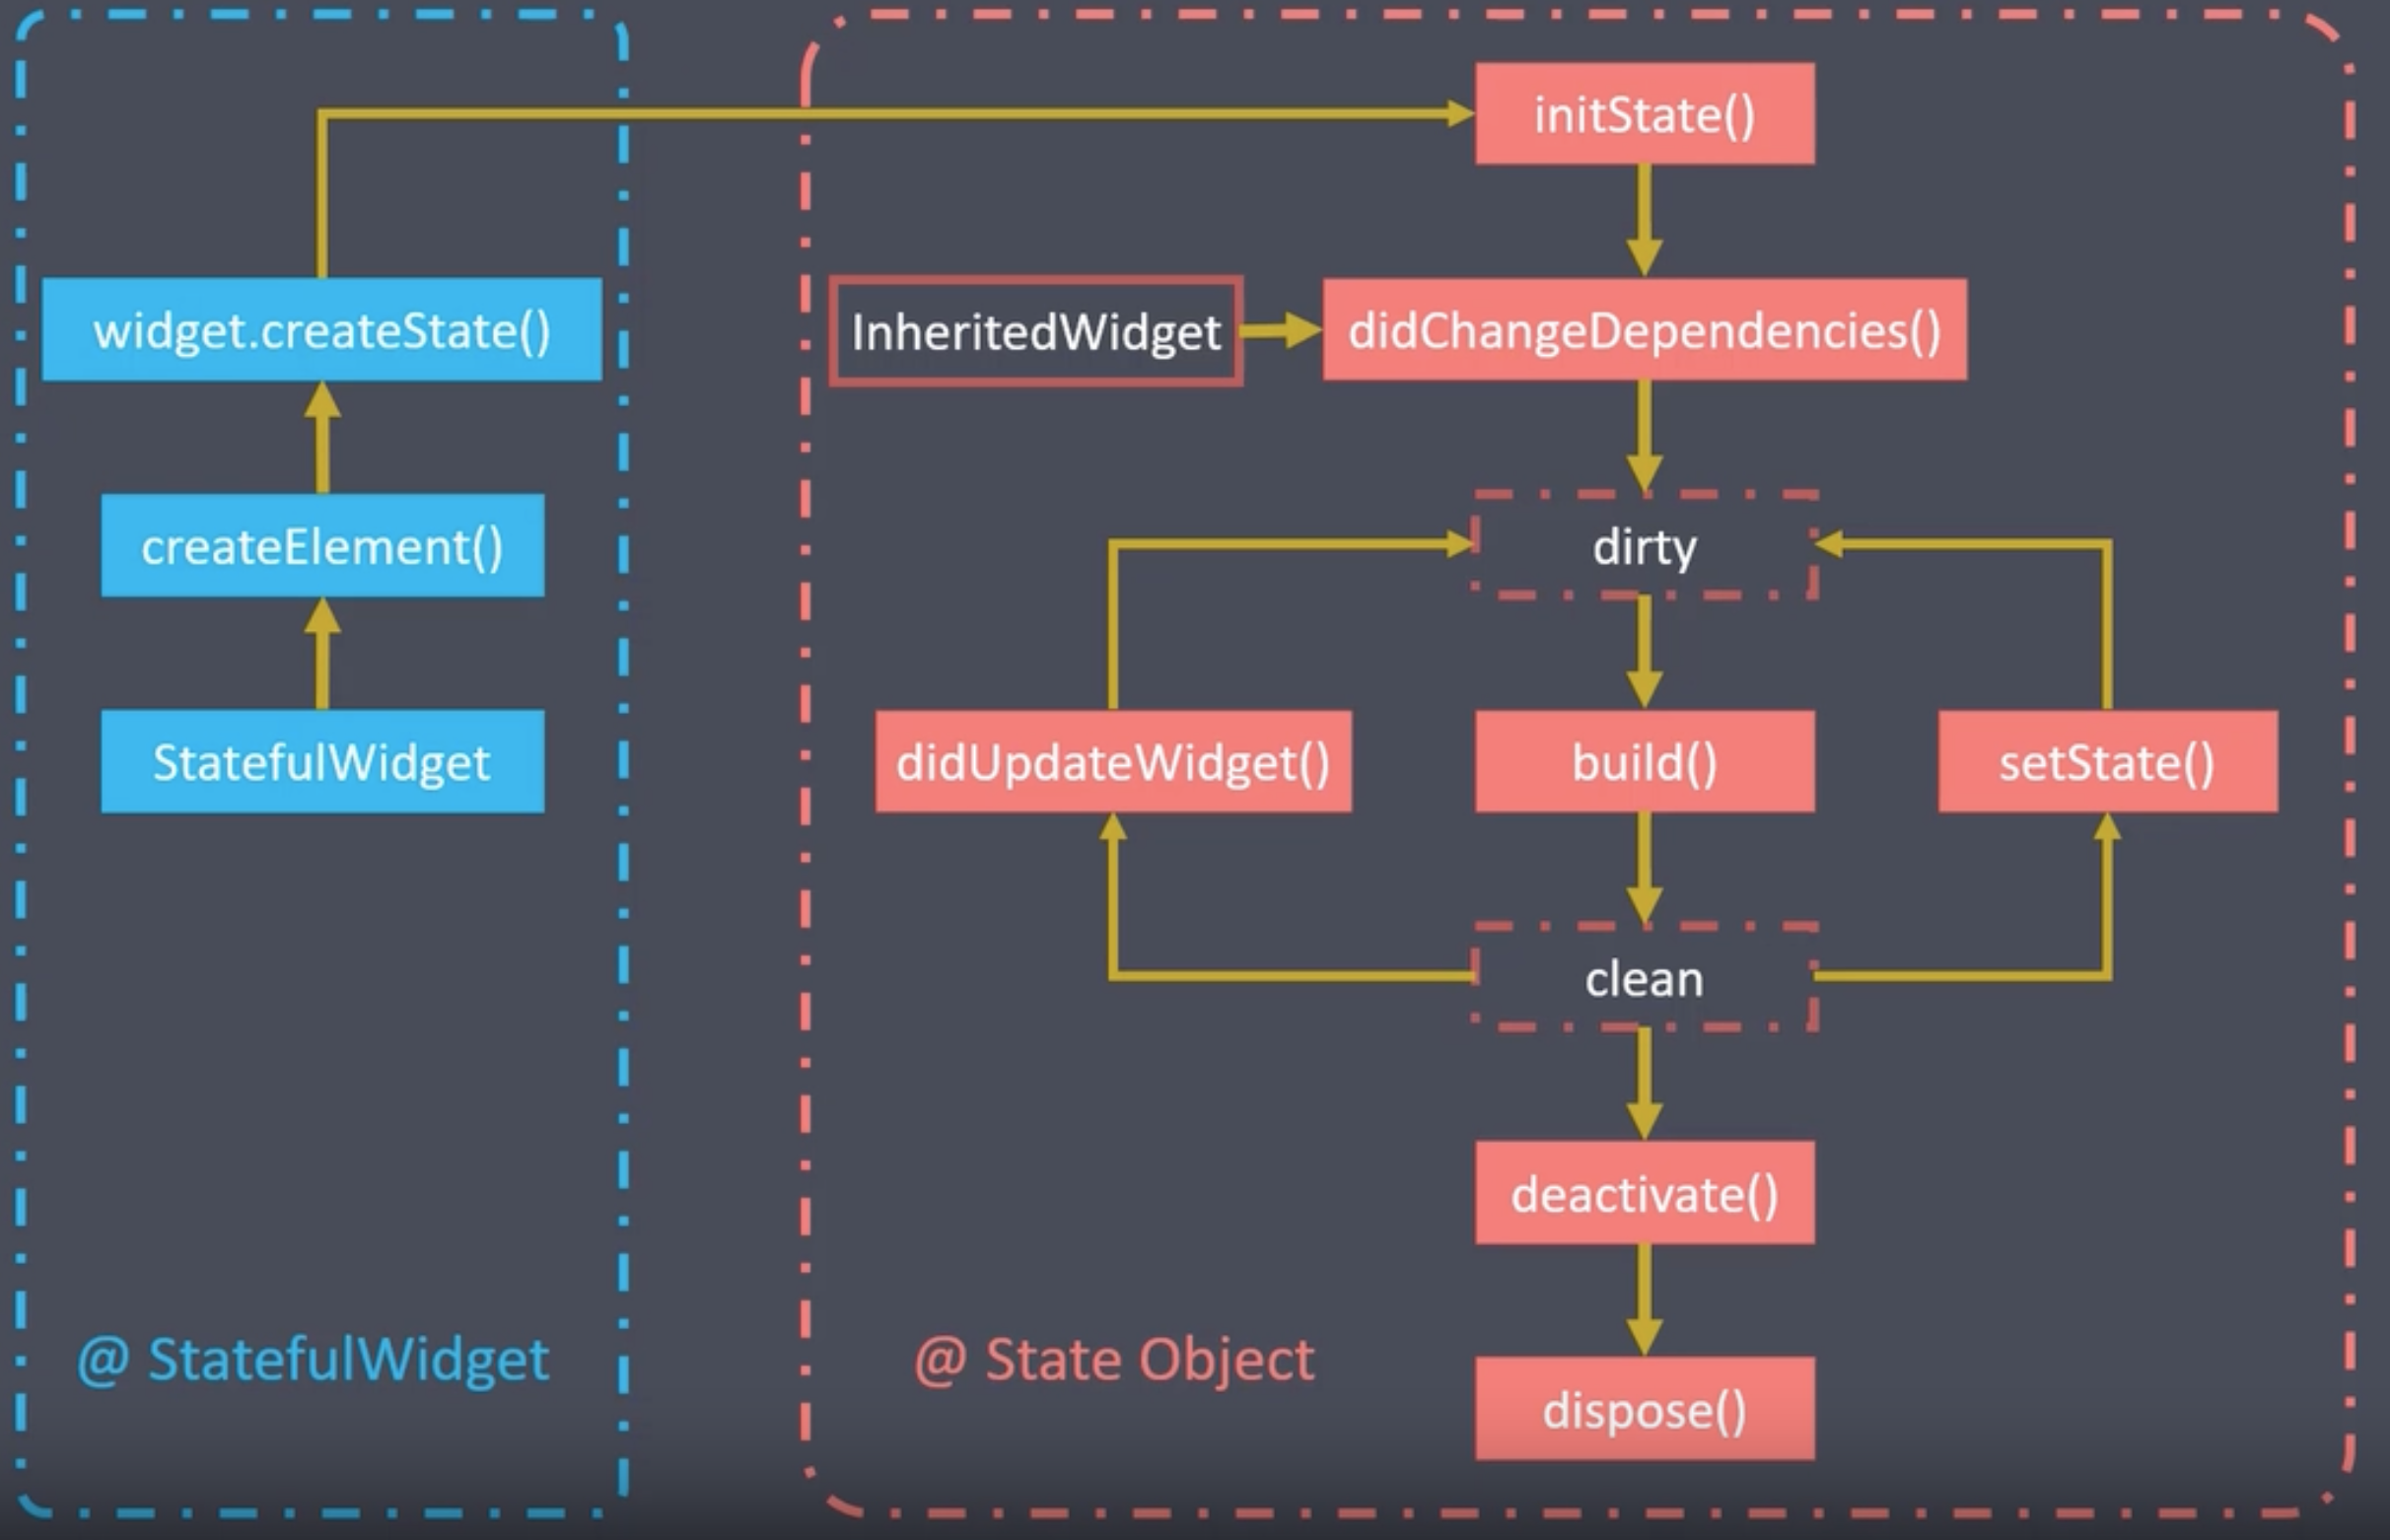 initState()
widget.createState()
InheritedWidget
didChangeDependencies()
createElement()
dirty
StatefulWidget
didUpdateWidget()
build()
setState()
clean
deactivate()
@ StatefulWidget
@ State Object
dispose()